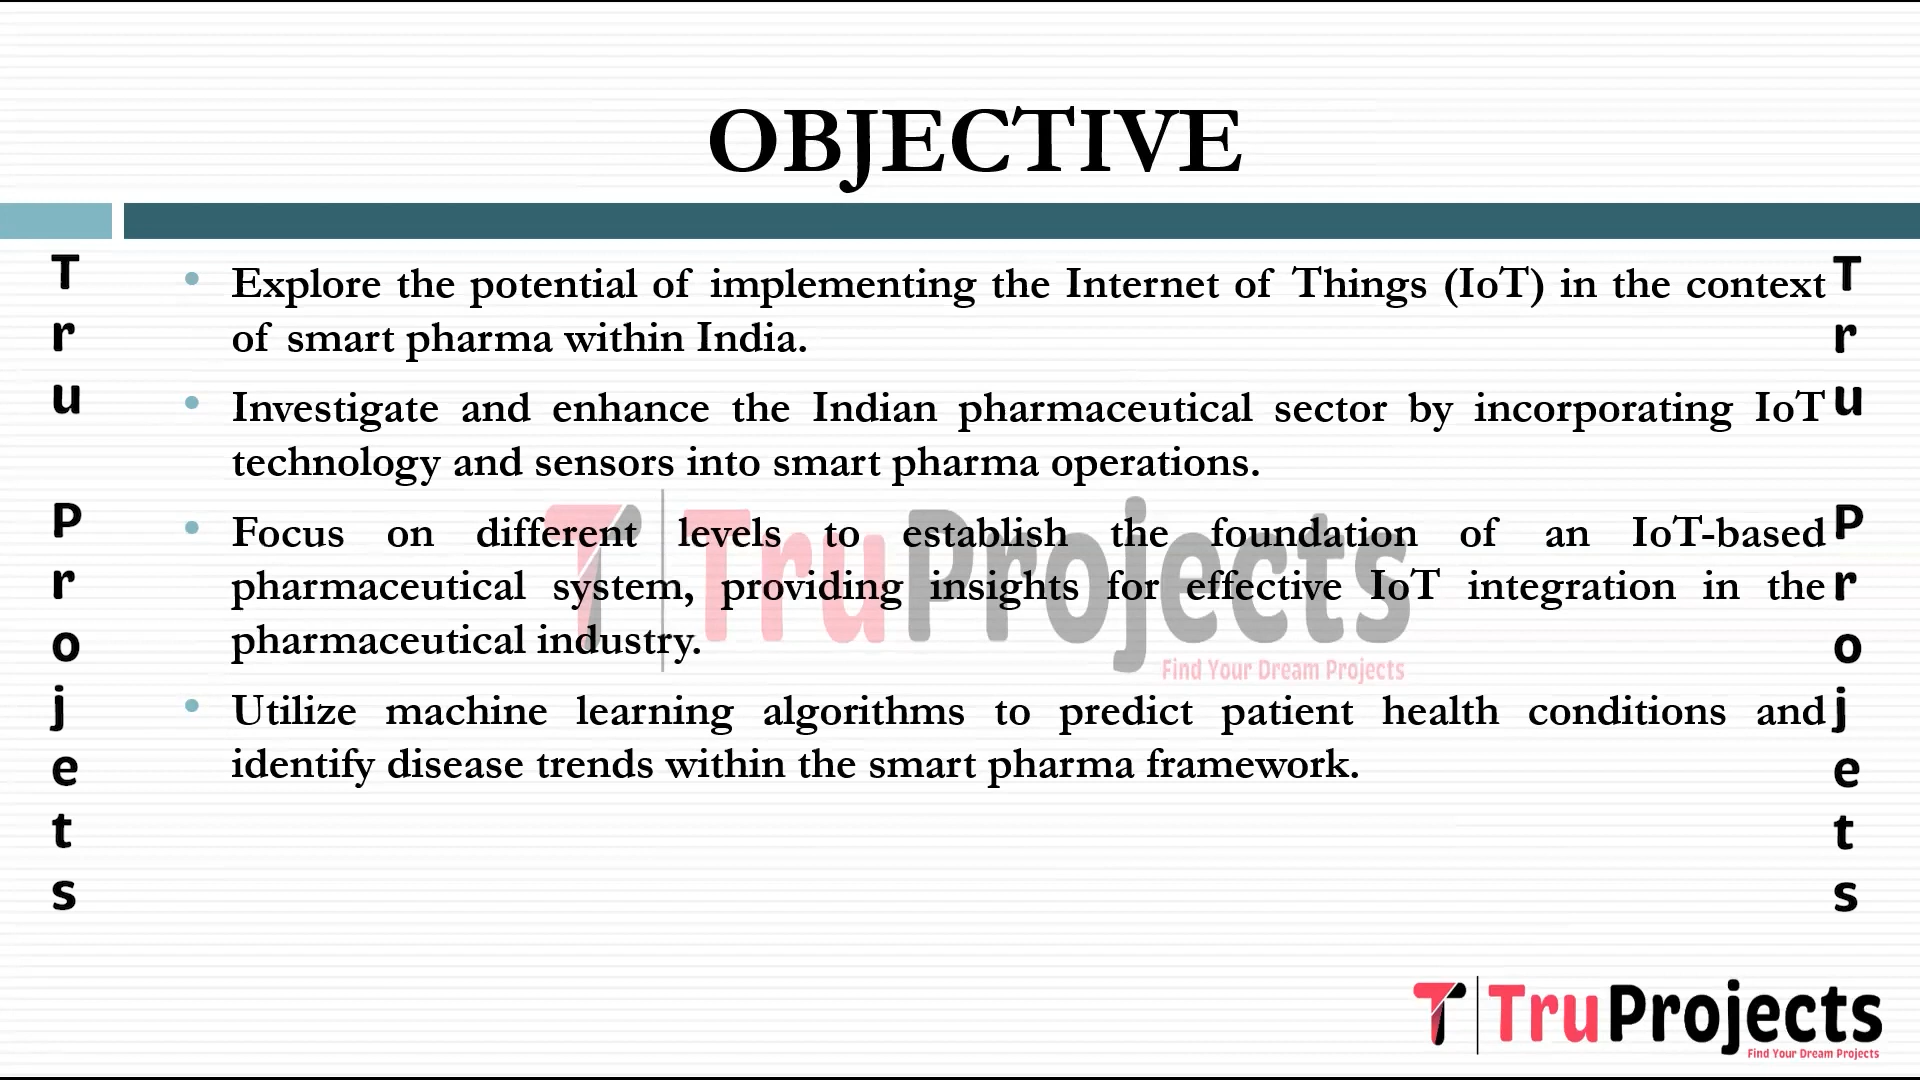 OBJECTIVE
Tru Projets
• Explore the potential of implementing the Internet of Things (IoT) in the context
of smart pharma within India.
• Investigate and enhance the Indian pharmaceutical sector by incorporating IoT
technology and sensors into smart pharma operations.
• Focus on different levels to establish the foundation of an IoT-based
pharmaceutical system, providing insights for effective IoT integration in the
pharmaceutical industry.
• Utilize machine learning algorithms to predict patient health conditions and
identify disease trends within the smart pharma framework.
Tru Projets
TruProjects
Find Your Dream Projects
TruProjects
Find Your Dream Projects